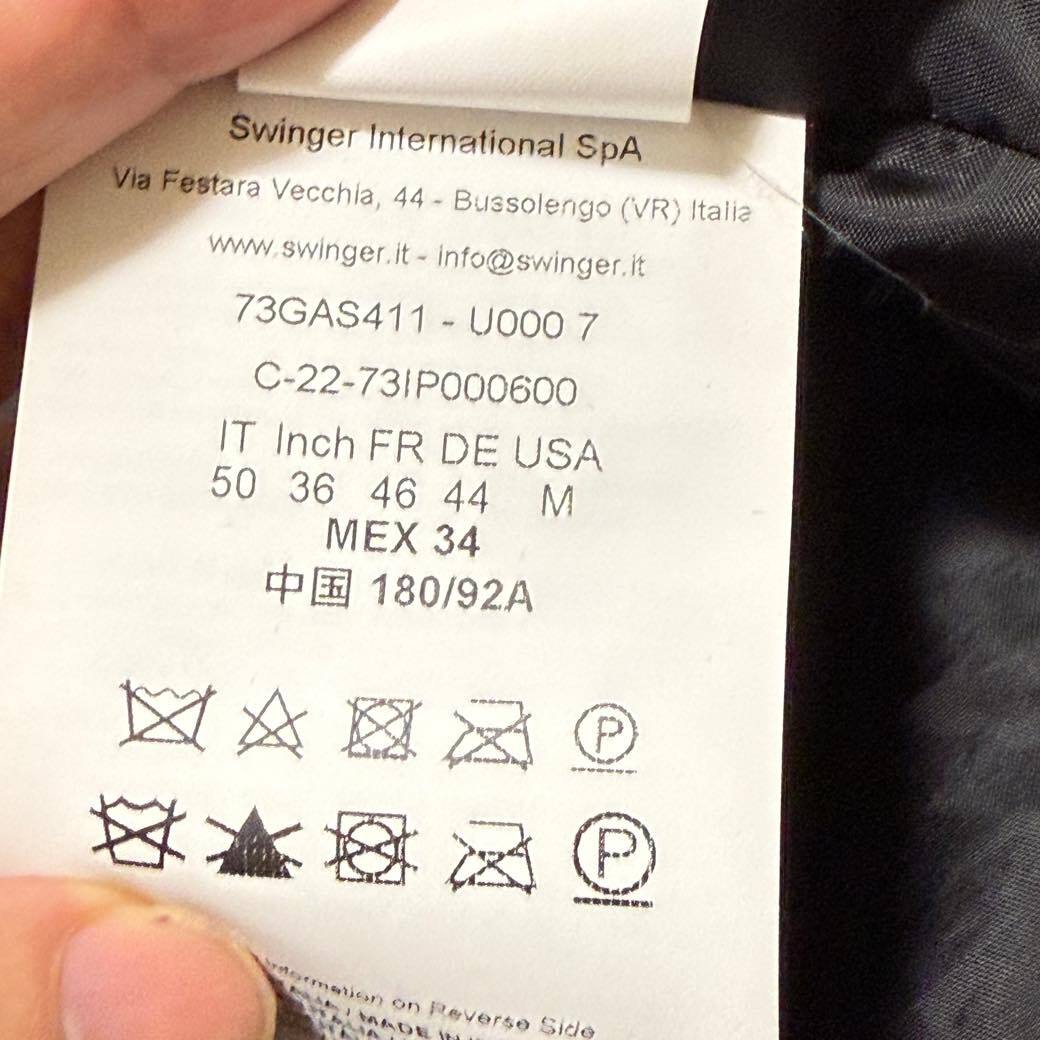 Swinger International SpA
Via Festara Vecchia, 44 - Bussolengo (VR) Italia
www.swinger.it - info@swinger.it
73GAS411 - U000 7
C-22-73IP000600
IT Inch FR DE USA
50 36 46 44 M
MEX 34
中国 180/92A
P
P
Information on Reverse Side
/ MADE IN